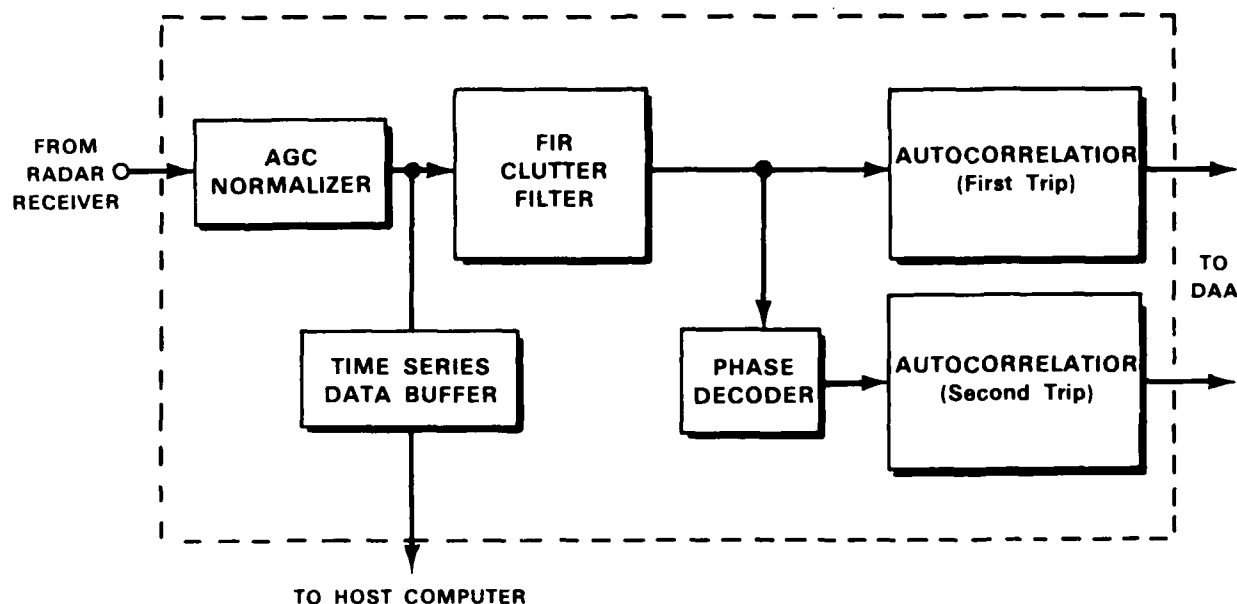 FROM
RADAR
RECEIVER
AGC
NORMALIZER
FIR
CLUTTER
FILTER
AUTOCORRELATIOR
(First Trip)
TO
DAA
TIME SERIES
DATA BUFFER
PHASE
DECODER
AUTOCORRELATIOR
(Second Trip)
TO HOST COMPUTER